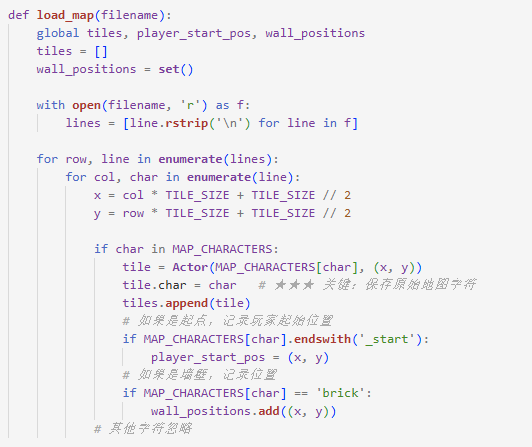 def load_map(filename):
    global tiles, player_start_pos, wall_positions
    tiles = []
    wall_positions = set()

    with open(filename, 'r') as f:
        lines = [line.rstrip('\n') for line in f]

    for row, line in enumerate(lines):
        for col, char in enumerate(line):
            x = col * TILE_SIZE + TILE_SIZE // 2
            y = row * TILE_SIZE + TILE_SIZE // 2

            if char in MAP_CHARACTERS:
                tile = Actor(MAP_CHARACTERS[char], (x, y))
                tile.char = char   # ★★★ 关键：保存原始地图字符
                tiles.append(tile)
                # 如果是起点，记录玩家起始位置
                if MAP_CHARACTERS[char].endswith('_start'):
                    player_start_pos = (x, y)
                # 如果是墙壁，记录位置
                if MAP_CHARACTERS[char] == 'brick':
                    wall_positions.add((x, y))
            # 其他字符忽略